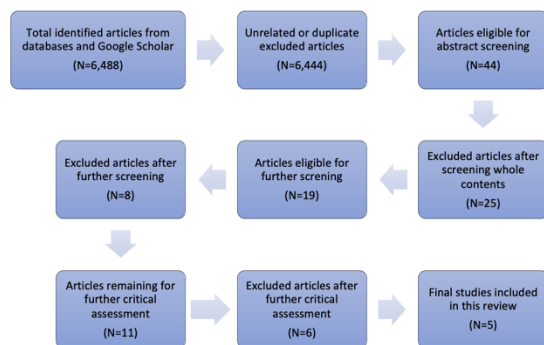 Total identified articles from
databases and Google Scholar
(N=6,488)
Unrelated or duplicate
excluded articles
(N=6,444)
Articles eligible for
abstract screening
(N=44)
Excluded articles after
screening whole
contents
(N=25)
Articles eligible for
further screning
(N=19)
Excluded articles after
further screening
(N=8)
Articles remaining for
further critical
assessment
(N=11)
Excluded articles after
further critical
assessment
(N=6)
Final studies included
in this review
(N=5)